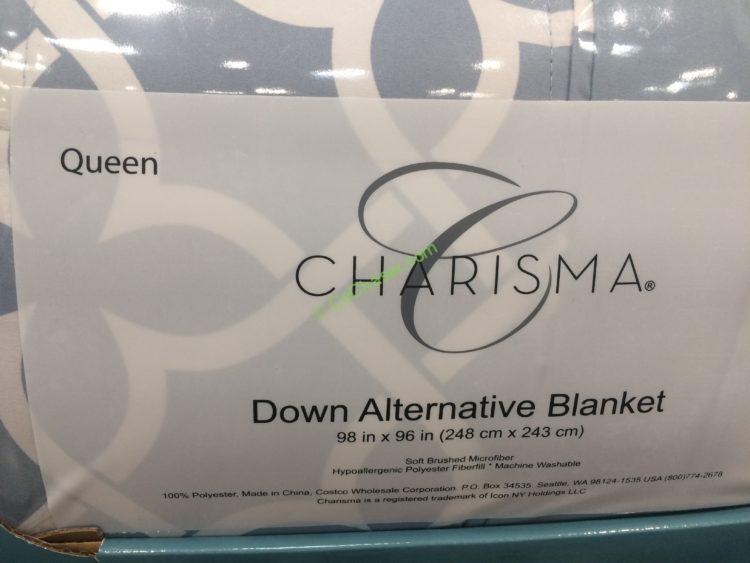 Queen
CHARISMA®
© CostChaser.com
Down Alternative Blanket
98 in x 96 in (248 cm x 243 cm)
Soft Brushed Microfiber
Hypoallergenic Polyester Fiberfill * Machine Washable
100% Polyester, Made in China, Costco Wholesale Corporation. P.O. Box 34535. Seattle, WA 98124-1535 USA (800)774-2678
Charisma is a registered trademark of Icon NY Holdings LLC